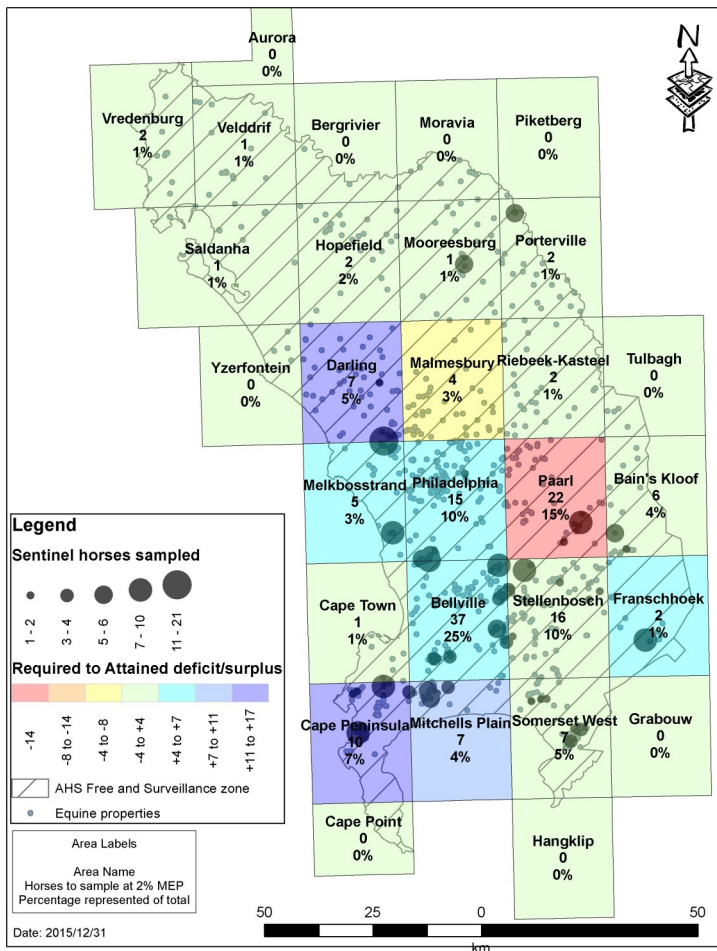 N
Aurora
0
0%
Vredenburg
2
1%
Velddrif
1
1%
Bergrivier
0
0%
Moravia
0
0%
Piketberg
0
0%
Saldanha
1
1%
Hopefield
2
2%
Mooreesburg
1
1%
Porterville
2
1%
Yzerfontein
0
0%
Darling
7
5%
Malmesbury
4
3%
Riebeek-Kasteel
2
1%
Tulbagh
0
0%
Melkbosstrand
5
3%
Philadelphia
15
10%
Paarl
22
15%
Bain's Kloof
6
4%
Cape Town
1
1%
Bellville
37
25%
Stellenbosch
16
10%
Franschhoek
2
1%
Cape Peninsula
10
7%
Mitchells Plain
7
4%
Somerset West
7
5%
Grabouw
0
0%
Cape Point
0
0%
Hangklip
0
0%
Legend
Sentinel horses sampled
1 - 2
3 - 4
5 - 6
7 - 10
11 - 21
Required to Attained deficit/surplus
-14
-8 to -14
-4 to -8
-4 to +4
+4 to +7
+7 to +11
+11 to +17
AHS Free and Surveillance zone
Equine properties
Area Labels
Area Name
Horses to sample at 2% MEP
Percentage represented of total
Date: 2015/12/31
50 25 0 50
km